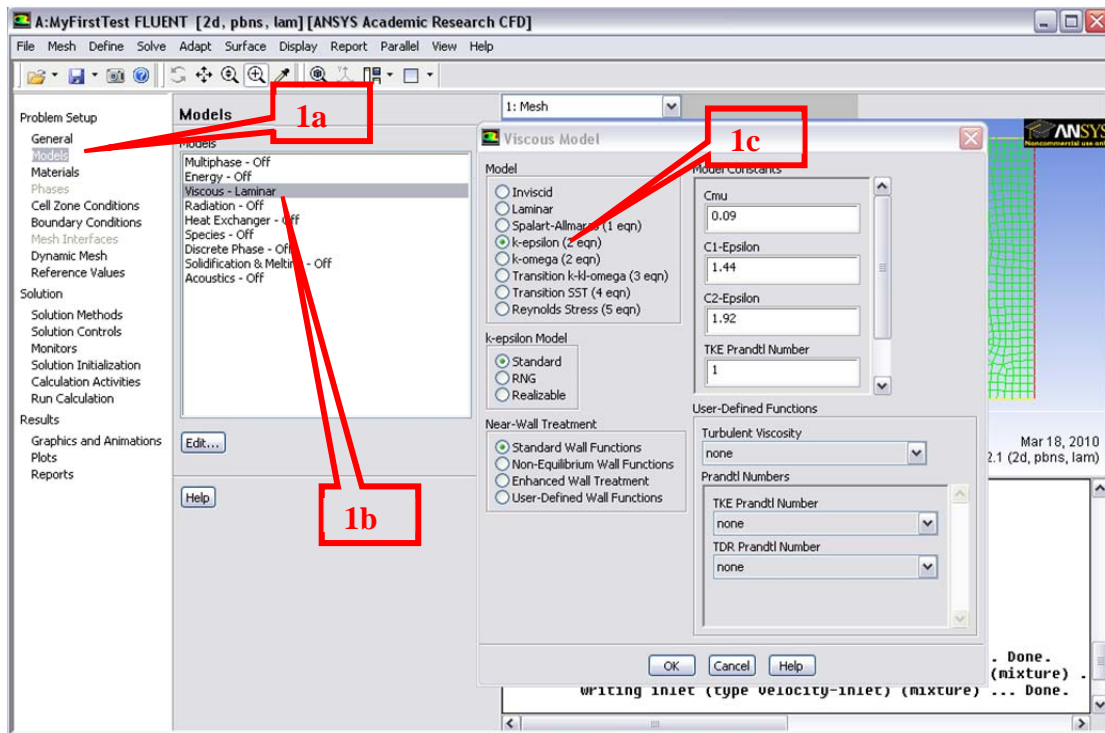 A:MyFirstTest FLUENT [2d, pbns, lam] [ANSYS Academic Research CFD]
File Mesh Define Solve Adapt Surface Display Report Parallel View Help
Problem Setup
General
Models
Materials
Phases
Cell Zone Conditions
Boundary Conditions
Mesh Interfaces
Dynamic Mesh
Reference Values
Solution
Solution Methods
Solution Controls
Monitors
Solution Initialization
Calculation Activities
Run Calculation
Results
Graphics and Animations
Plots
Reports
Models
Models
Multiphase - Off
Energy - Off
Viscous - Laminar
Radiation - Off
Heat Exchanger - Off
Species - Off
Discrete Phase - Off
Solidification & Melting - Off
Acoustics - Off
Edit...
Help
1a
1b
1c
1: Mesh
Viscous Model
Model
Inviscid
Laminar
Spalart-Allmaras (1 eqn)
k-epsilon (2 eqn)
k-omega (2 eqn)
Transition k-kl-omega (3 eqn)
Transition SST (4 eqn)
Reynolds Stress (5 eqn)
k-epsilon Model
Standard
RNG
Realizable
Near-Wall Treatment
Standard Wall Functions
Non-Equilibrium Wall Functions
Enhanced Wall Treatment
User-Defined Wall Functions
Model Constants
Cmu
0.09
C1-Epsilon
1.44
C2-Epsilon
1.92
TKE Prandtl Number
1
User-Defined Functions
Turbulent Viscosity
none
Prandtl Numbers
TKE Prandtl Number
none
TDR Prandtl Number
none
OK Cancel Help
ANSYS
Noncommercial use only
Mar 18, 2010
2.1 (2d, pbns, lam)
. Done.
(mixture) .
writing inlet (type velocity-inlet) (mixture) ... Done.